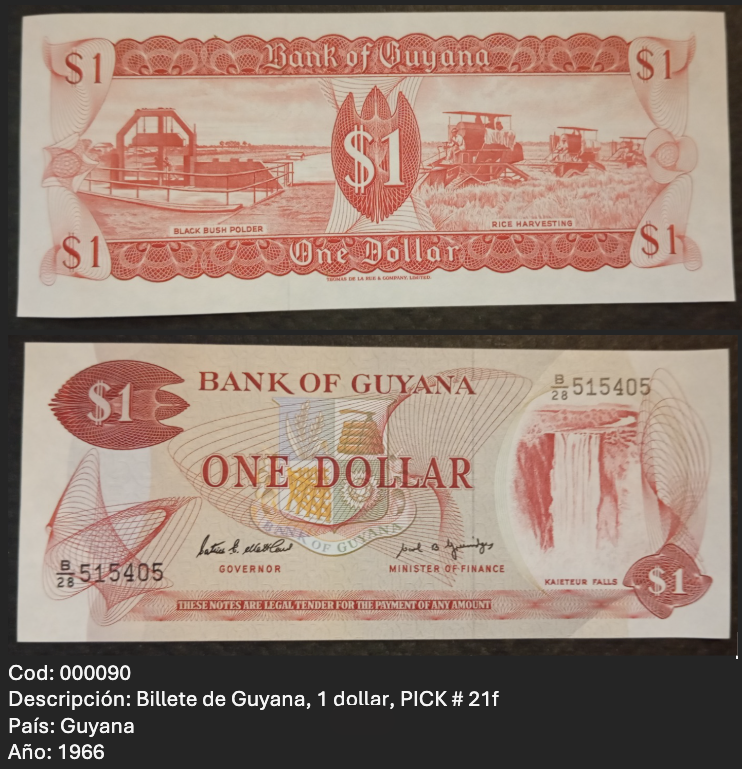 $1 Bank of Guyana $1
$1
BLACK BUSH POLDER
RICE HARVESTING
$1 One Dollar $1
THOMAS DE LA RUE & COMPANY, LIMITED
$1 BANK OF GUYANA B/28 515405
ONE DOLLAR
BANK OF GUYANA
B/28 515405
GOVERNOR
MINISTER OF FINANCE
KAIETEUR FALLS
$1
THESE NOTES ARE LEGAL TENDER FOR THE PAYMENT OF ANY AMOUNT
Cod: 000090
Descripción: Billete de Guyana, 1 dollar, PICK # 21f
País: Guyana
Año: 1966